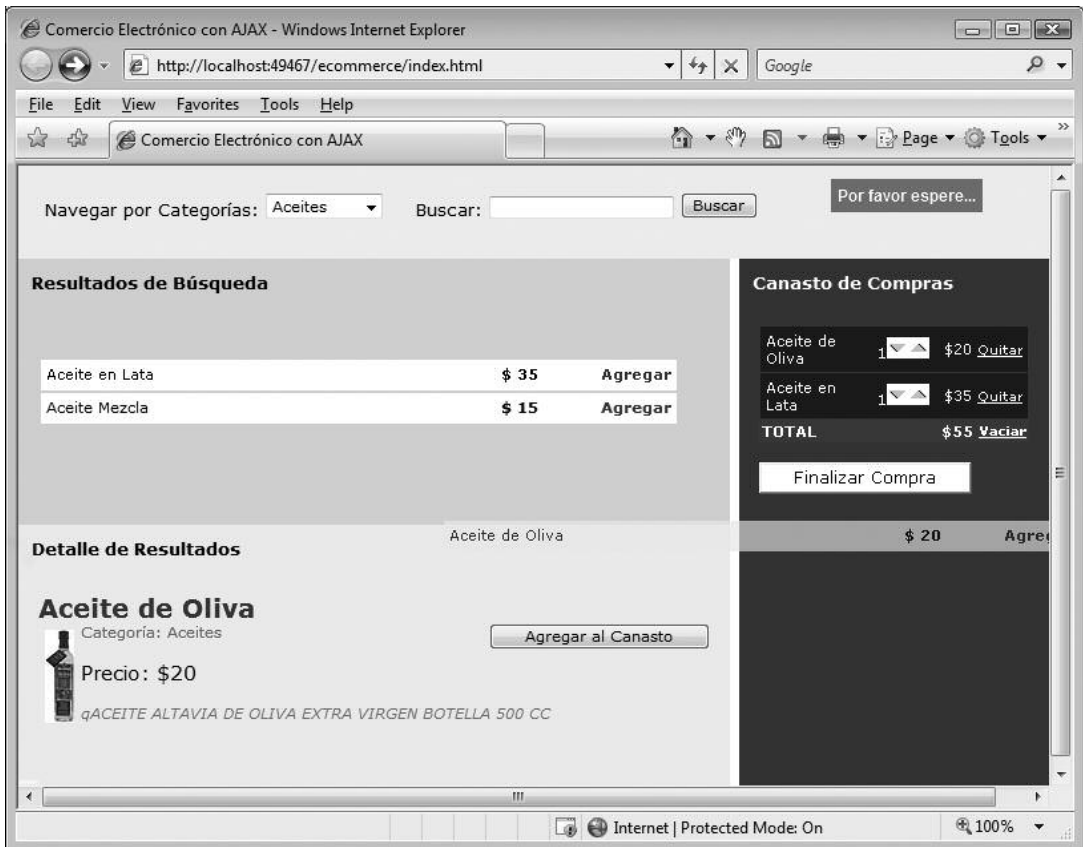 Comercio Electrónico con AJAX - Windows Internet Explorer
http://localhost:49467/ecommerce/index.html
Google
File Edit View Favorites Tools Help
Comercio Electrónico con AJAX
Page Tools
Navegar por Categorías: Aceites Buscar: Buscar
Por favor espere...
Resultados de Búsqueda
Aceite en Lata $ 35 Agregar
Aceite Mezcla $ 15 Agregar
Canasto de Compras
Aceite de Oliva 1 $20 Quitar
Aceite en Lata 1 $35 Quitar
TOTAL $55 Vaciar
Finalizar Compra
Aceite de Oliva $ 20 Agreg
Detalle de Resultados
Aceite de Oliva
Categoría: Aceites
Agregar al Canasto
Precio: $20
qACEITE ALTAVIA DE OLIVA EXTRA VIRGEN BOTELLA 500 CC
Internet | Protected Mode: On 100%